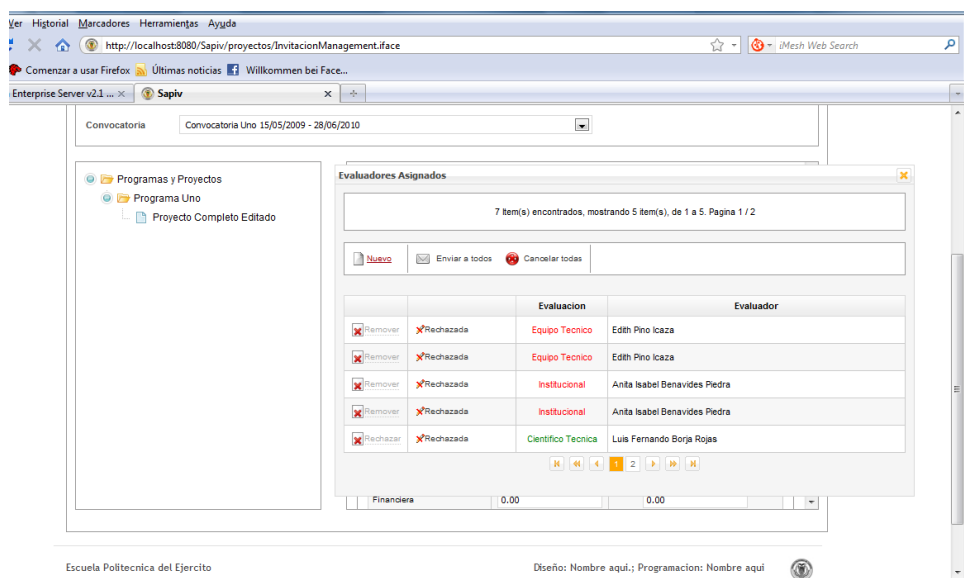 Ver Historial Marcadores Herramientas Ayuda
http://localhost:8080/Sapiv/proyectos/InvitacionManagement.iface
iMesh Web Search
Comenzar a usar Firefox Últimas noticias Willkommen bei Face...
Enterprise Server v2.1 ... Sapiv
Convocatoria Convocatoria Uno 15/05/2009 - 28/06/2010
Programas y Proyectos
Programa Uno
Proyecto Completo Editado
Evaluadores Asignados
7 Item(s) encontrados, mostrando 5 item(s), de 1 a 5. Pagina 1 / 2
Nuevo Enviar a todos Cancelar todas
Evaluacion Evaluador
Remover Rechazada Equipo Tecnico Edith Pino Icaza
Remover Rechazada Equipo Tecnico Edith Pino Icaza
Remover Rechazada Institucional Anita Isabel Benavides Piedra
Remover Rechazada Institucional Anita Isabel Benavides Piedra
Rechazar Rechazada Cientifico Tecnica Luis Fernando Borja Rojas
1 2
Financiera 0.00 0.00
Escuela Politecnica del Ejercito Diseño: Nombre aqui.; Programacion: Nombre aqui